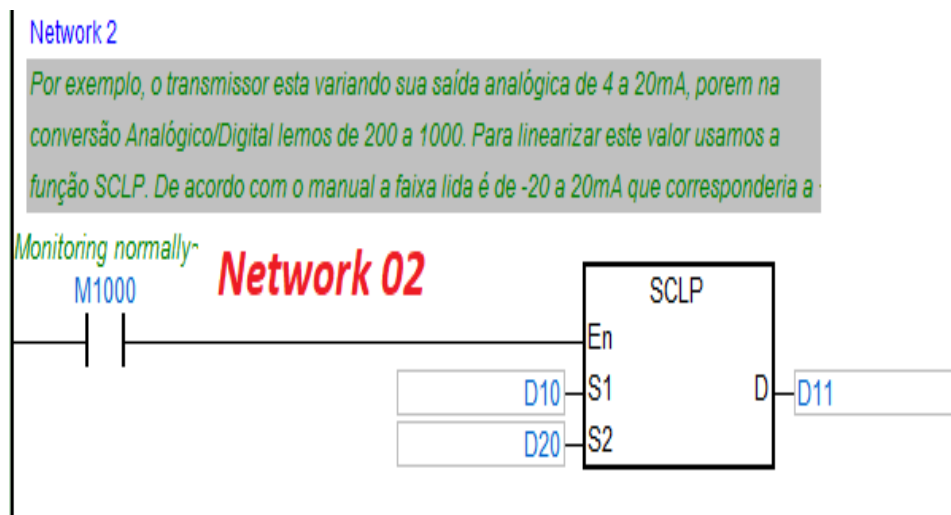 Network 2
Por exemplo, o transmissor esta variando sua saída analógica de 4 a 20mA, porem na
conversão Analógico/Digital lemos de 200 a 1000. Para linearizar este valor usamos a
função SCLP. De acordo com o manual a faixa lida é de -20 a 20mA que corresponderia a -
Monitoring normally~
Network 02
M1000
SCLP
En
D10 S1 D D11
D20 S2